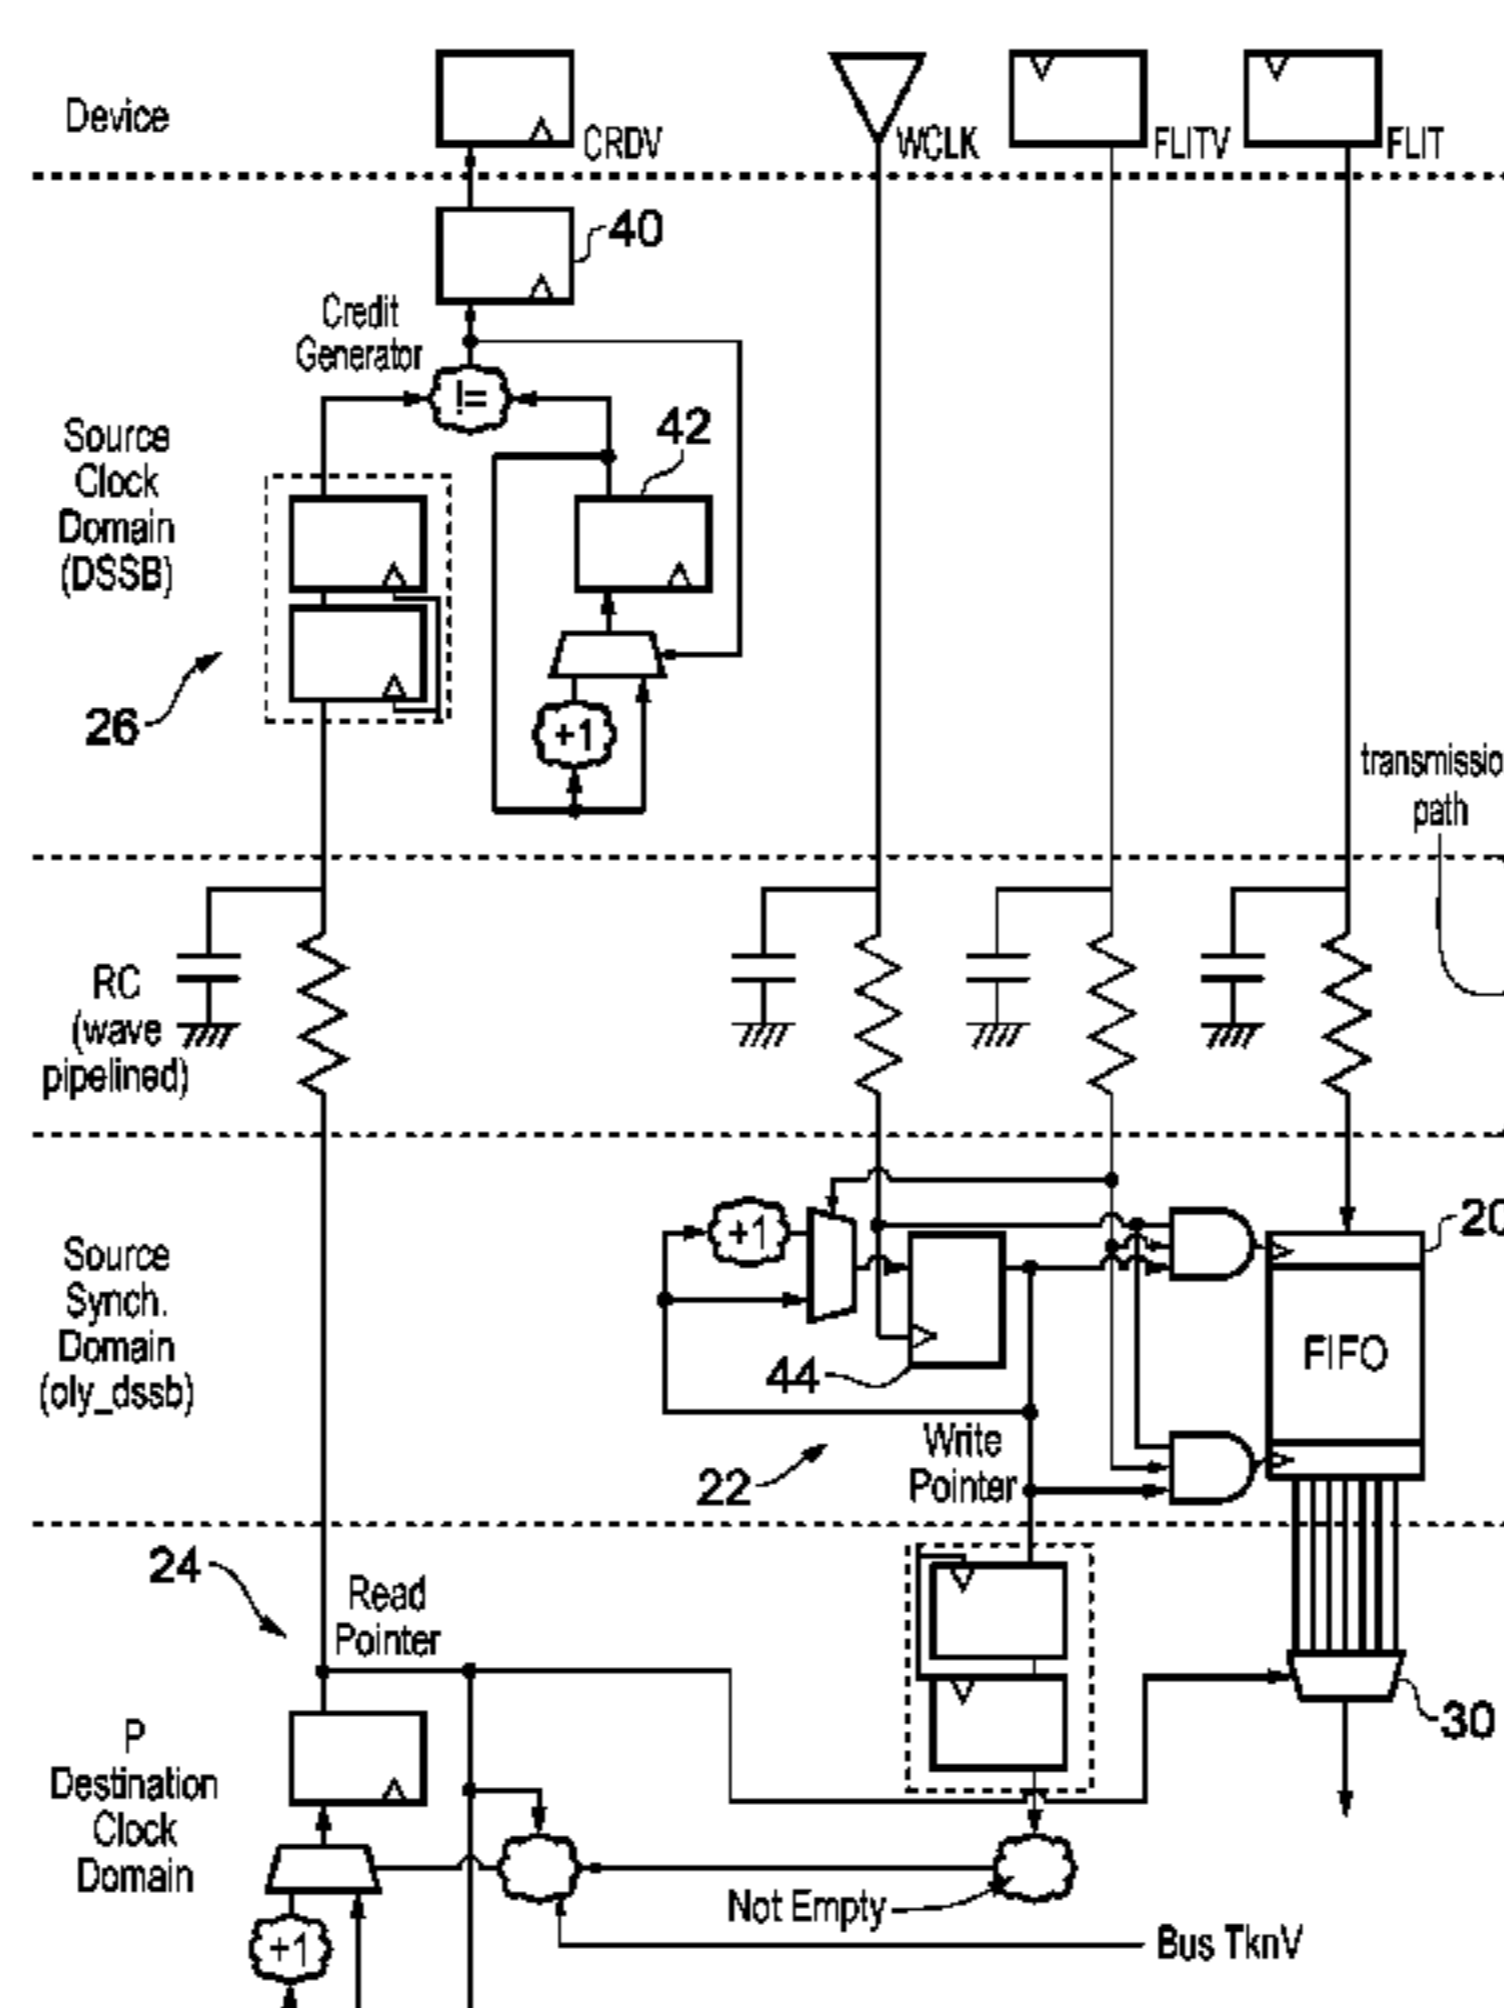 Device
CRDV
WCLK
FLITV
FLIT
40
Credit
Generator
!=
42
Source
Clock
Domain
(DSSB)
26
+1
transmissio
path
RC
(wave
pipelined)
Source
Synch.
Domain
(oly_dssb)
+1
44
20
FIFO
22
Write
Pointer
24
Read
Pointer
30
P
Destination
Clock
Domain
Not Empty
+1
Bus TknV